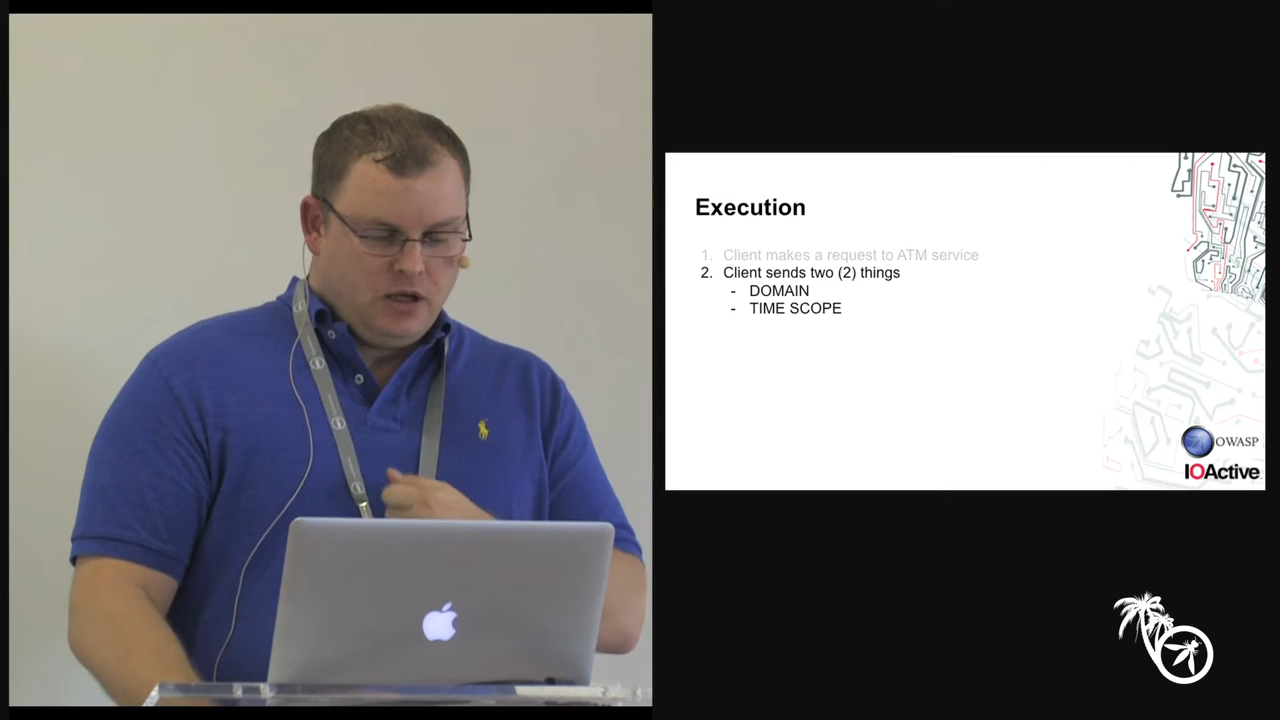 Execution
1. Client makes a request to ATM service
2. Client sends two (2) things
- DOMAIN
- TIME SCOPE
OWASP
IOActive